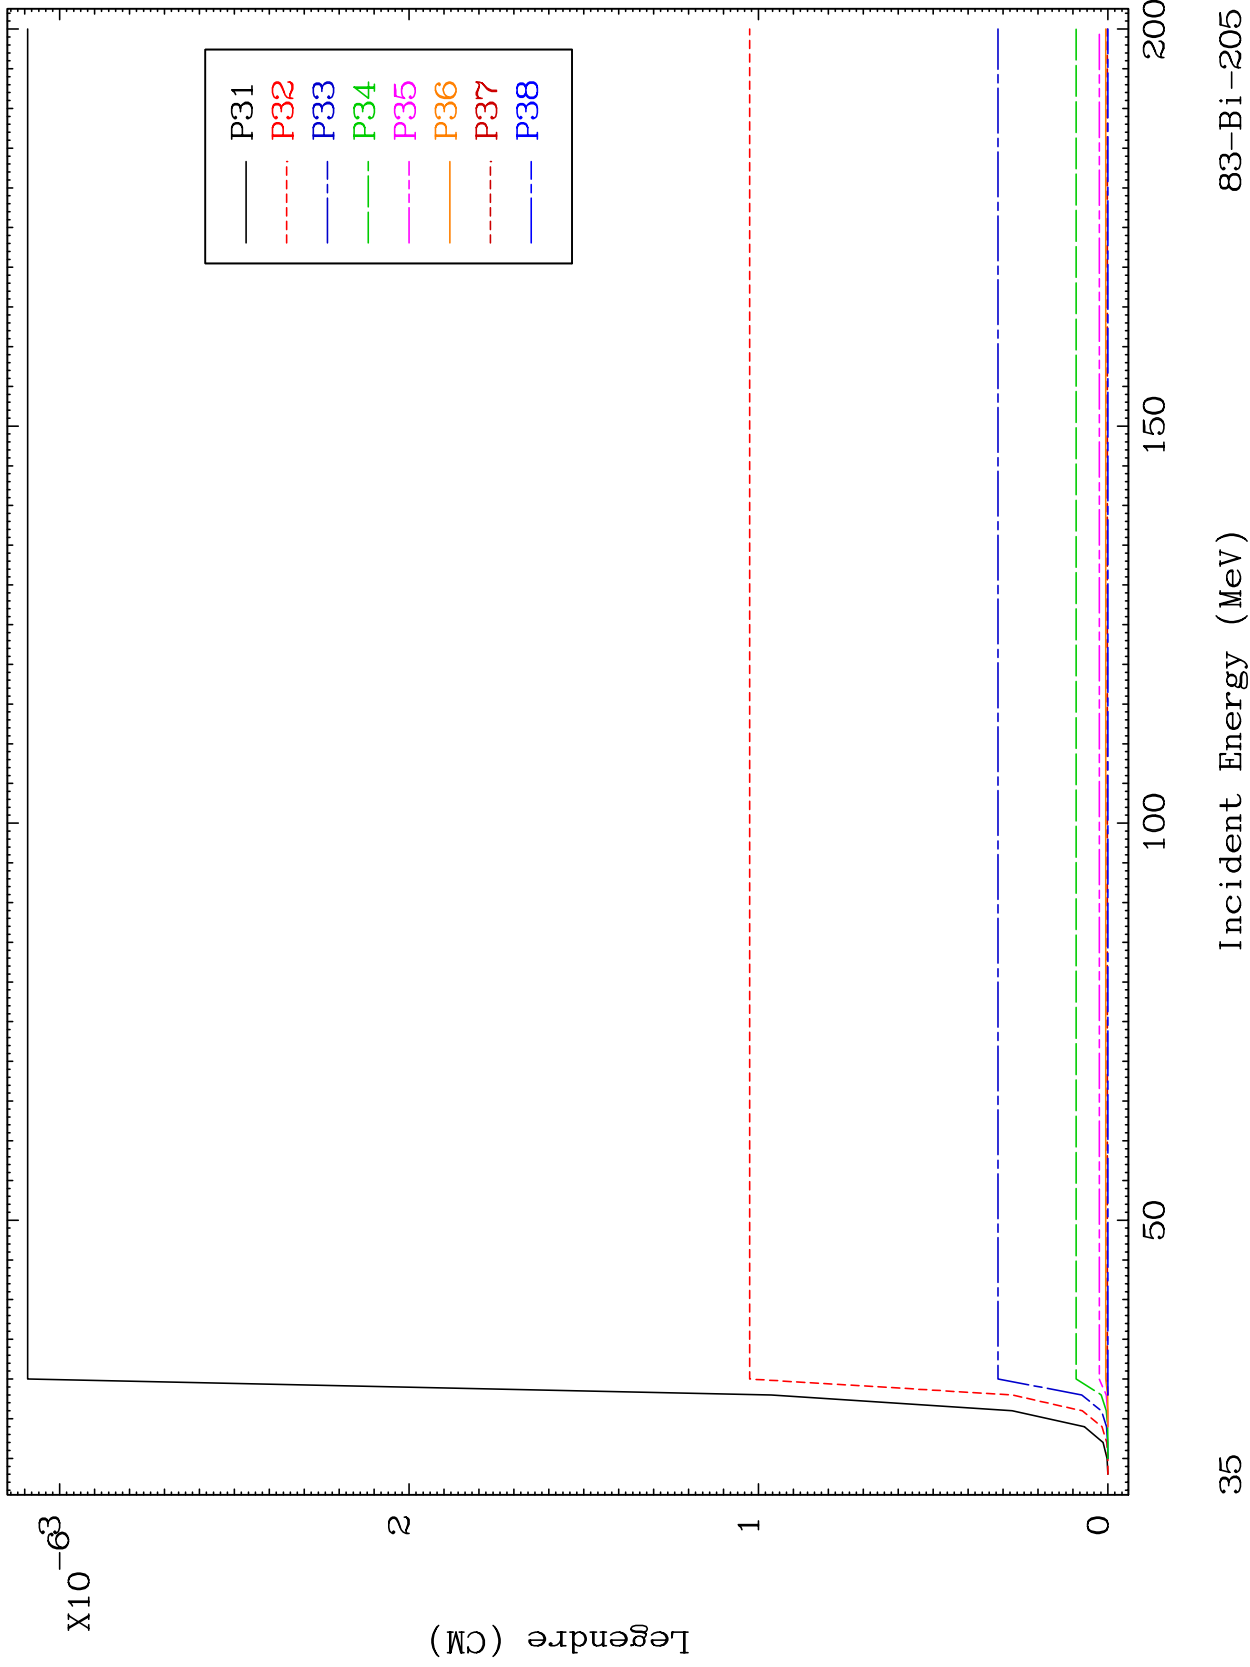 X10 -6
3
2
1
0
Legendre (CM)
P31
P32
P33
P34
P35
P36
P37
P38
50
100
150
200
Incident Energy (MeV)
35
83-Bi-205